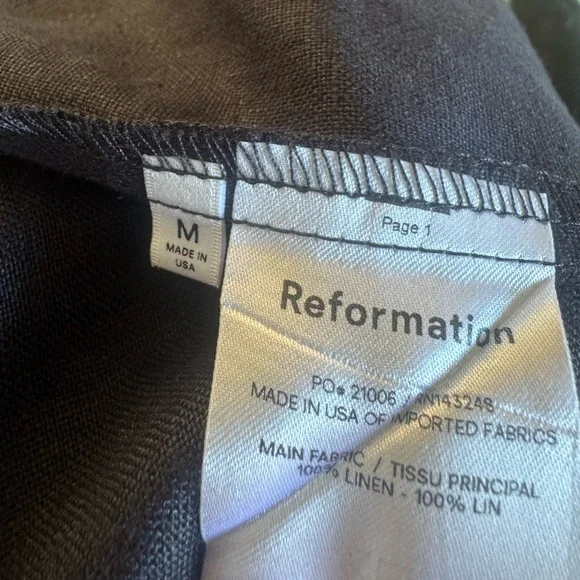 M
MADE IN
USA
Page 1
Reformation
PO# 21006 /
MADE IN USA OF IMPORTED FABRICS
MAIN FABRIC / TISSU PRINCIPAL
100% LINEN - 100% LIN